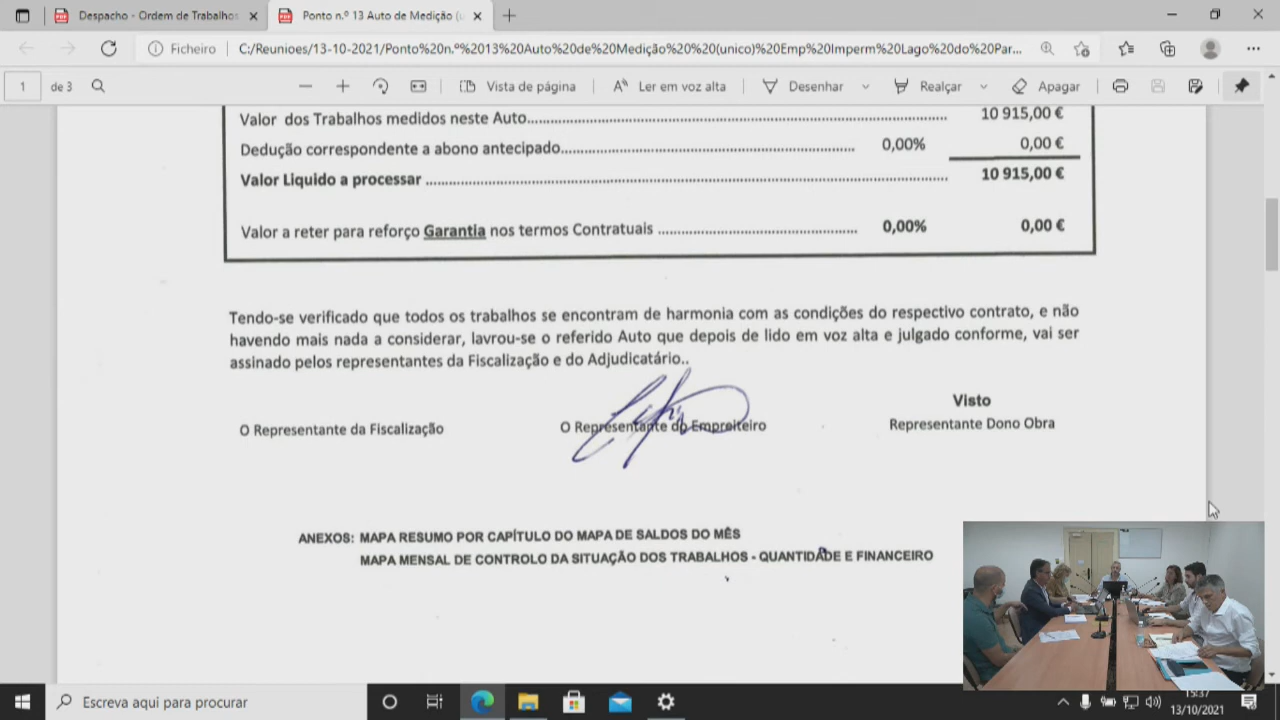 Despacho - Ordem de Trabalhos
Ponto n.º 13 Auto de Medição (u
Ficheiro
C:/Reunioes/13-10-2021/Ponto%20n.º%2013%20Auto%20de%20Medição%20%20(unico)%20Emp%20Imperm%20Lago%20do%20Par...
1 de 3
Vista de página
Ler em voz alta
Desenhar
Realçar
Apagar
Valor dos Trabalhos medidos neste Auto 10 915,00 €
Dedução correspondente a abono antecipado 0,00% 0,00 €
Valor Liquido a processar 10 915,00 €
Valor a reter para reforço Garantia nos termos Contratuais 0,00% 0,00 €
Tendo-se verificado que todos os trabalhos se encontram de harmonia com as condições do respectivo contrato, e não
havendo mais nada a considerar, lavrou-se o referido Auto que depois de lido em voz alta e julgado conforme, vai ser
assinado pelos representantes da Fiscalização e do Adjudicatário..
Visto
O Representante da Fiscalização O Representante do Empreiteiro Representante Dono Obra
ANEXOS: MAPA RESUMO POR CAPÍTULO DO MAPA DE SALDOS DO MÊS
MAPA MENSAL DE CONTROLO DA SITUAÇÃO DOS TRABALHOS - QUANTIDADE E FINANCEIRO
Escreva aqui para procurar
15:37
13/10/2021